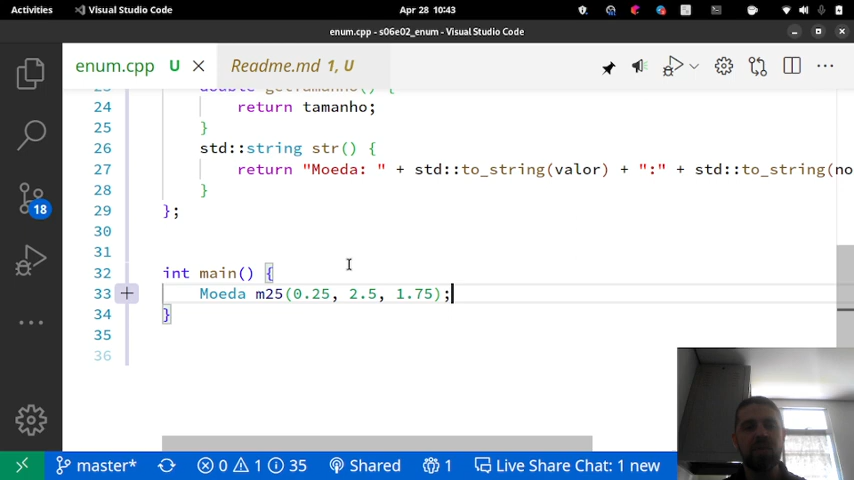 Activities Visual Studio Code Apr 28 10:43
enum.cpp - s06e02_enum - Visual Studio Code
enum.cpp U Readme.md 1, U
23 double getTamanho() {
24 return tamanho;
25 }
26 std::string str() {
27 return "Moeda: " + std::to_string(valor) + ":" + std::to_string(no
28 }
29 };
30
31
32 int main() {
33 Moeda m25(0.25, 2.5, 1.75);
34 }
35
36
18
master* 0 1 35 Shared 1 Live Share Chat: 1 new